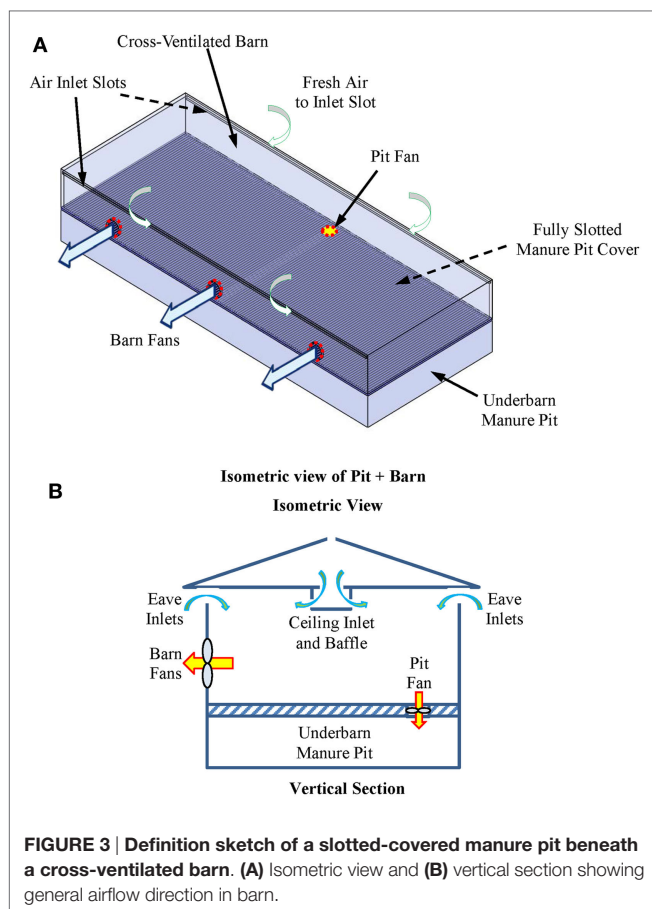 A
Cross-Ventilated Barn
Air Inlet Slots
Fresh Air
to Inlet Slot
Pit Fan
Fully Slotted
Manure Pit Cover
Barn Fans
Underbarn
Manure Pit
Isometric view of Pit + Barn
B
Isometric View
Eave
Inlets
Ceiling Inlet
and Baffle
Eave
Inlets
Barn
Fans
Pit
Fan
Underbarn
Manure Pit
Vertical Section
FIGURE 3 | Definition sketch of a slotted-covered manure pit beneath
a cross-ventilated barn. (A) Isometric view and (B) vertical section showing
general airflow direction in barn.